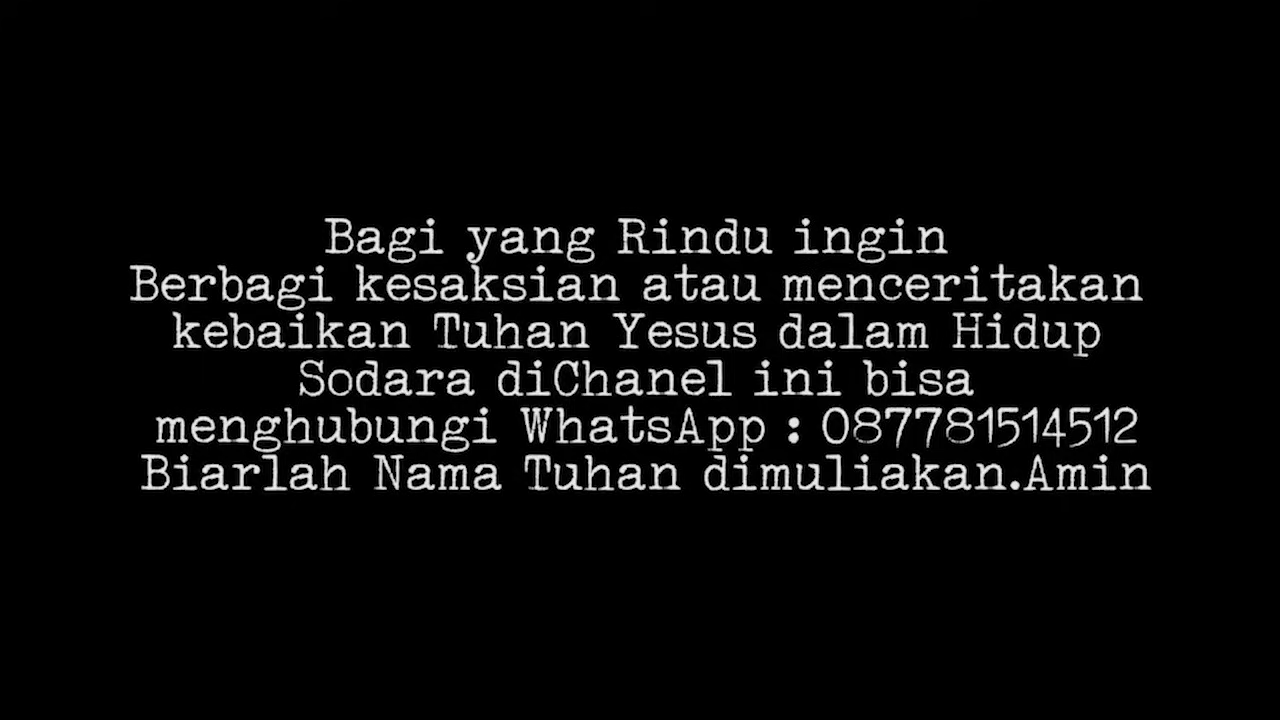 Bagi yang Rindu ingin
Berbagi kesaksian atau menceritakan
kebaikan Tuhan Yesus dalam Hidup
Sodara diChanel ini bisa
menghubungi WhatsApp : 087781514512
Biarlah Nama Tuhan dimuliakan.Amin